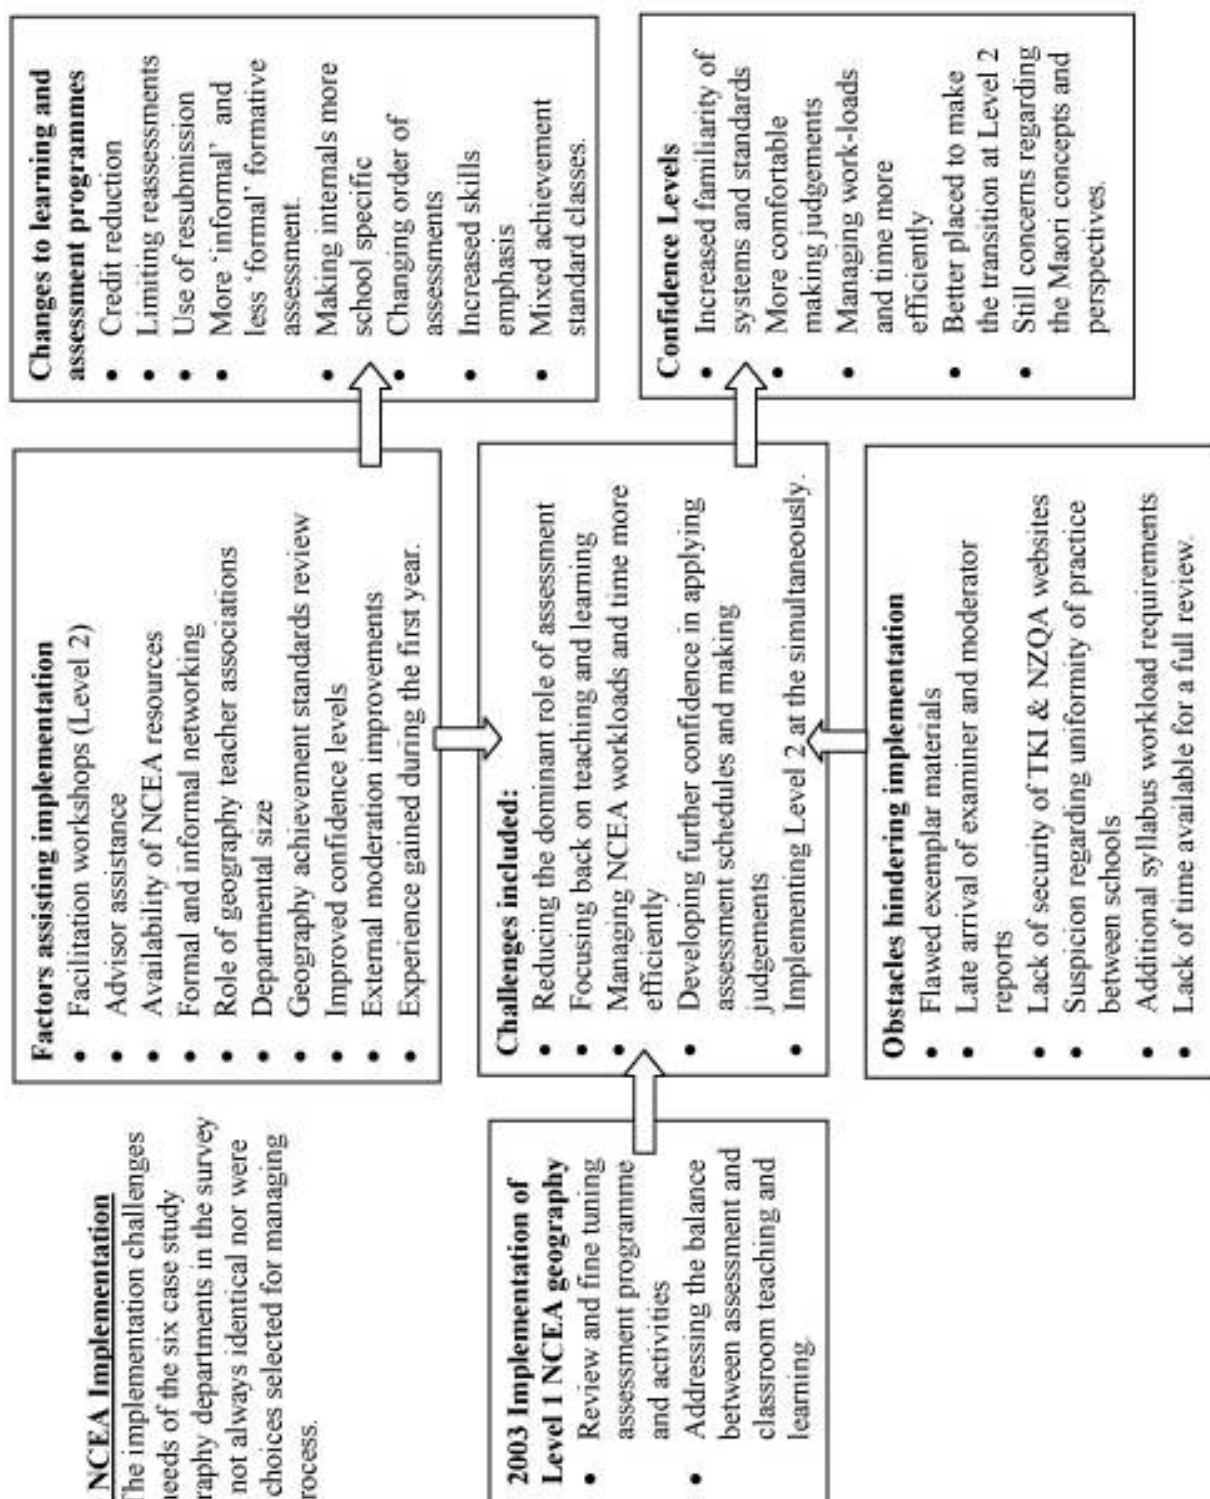 NCEA Implementation
The implementation challenges
needs of the six case study
raphy departments in the survey
not always identical nor were
choices selected for managing
rocess.
Factors assisting implementation
• Facilitation workshops (Level 2)
• Advisor assistance
• Availability of NCEA resources
• Formal and informal networking
• Role of geography teacher associations
• Departmental size
• Geography achievement standards review
• Improved confidence levels
• External moderation improvements
• Experience gained during the first year.
Changes to learning and
assessment programmes
• Credit reduction
• Limiting reassessments
• Use of resubmission
• More ‘informal’ and
less ‘formal’ formative
assessment.
• Making internals more
school specific
• Changing order of
assessments
• Increased skills
emphasis
• Mixed achievement
standard classes.
2003 Implementation of
Level 1 NCEA geography
• Review and fine tuning
assessment programme
and activities
• Addressing the balance
between assessment and
classroom teaching and
learning.
Challenges included:
• Reducing the dominant role of assessment
• Focusing back on teaching and learning
• Managing NCEA workloads and time more
efficiently
• Developing further confidence in applying
assessment schedules and making
judgements
• Implementing Level 2 at the simultaneously.
Confidence Levels
• Increased familiarity of
systems and standards
• More comfortable
making judgements
• Managing work-loads
and time more
efficiently
• Better placed to make
the transition at Level 2
• Still concerns regarding
the Maori concepts and
perspectives.
Obstacles hindering implementation
• Flawed exemplar materials
• Late arrival of examiner and moderator
reports
• Lack of security of TKI & NZQA websites
• Suspicion regarding uniformity of practice
between schools
• Additional syllabus workload requirements
• Lack of time available for a full review.